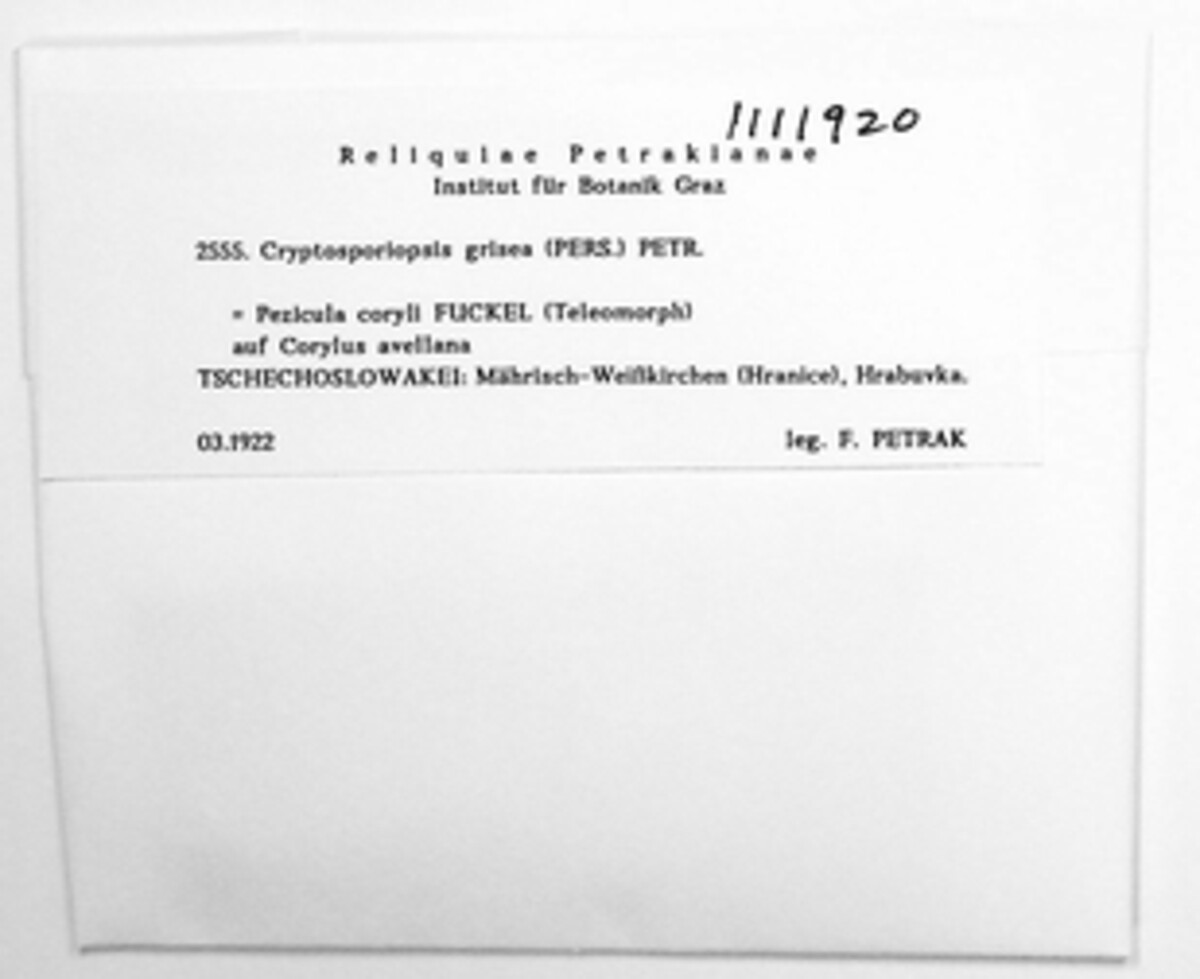 1111920
Reliquiae Petrakianae
Institut für Botanik Graz
2555. Cryptosporiopsis grisea (PERS.) PETR.
= Pezicula coryli FUCKEL (Teleomorph)
auf Corylus avellana
TSCHECHOSLOWAKEI: Mährisch-Weißkirchen (Hranice), Hrabuvka.
03.1922 leg. F. PETRAK